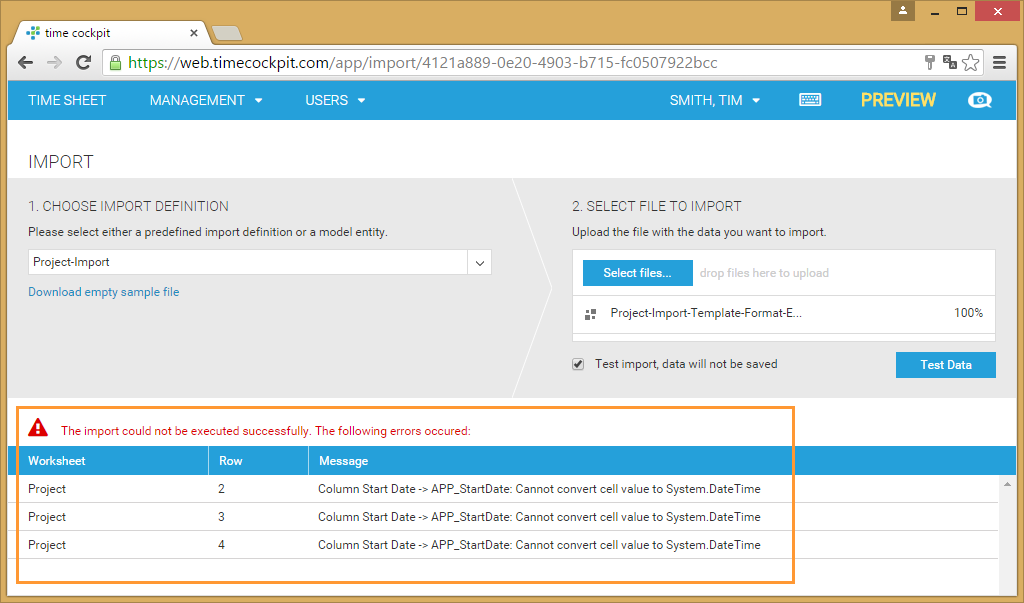 time cockpit
https://web.timecockpit.com/app/import/4121a889-0e20-4903-b715-fc0507922bcc
TIME SHEET MANAGEMENT USERS SMITH, TIM PREVIEW
IMPORT
1. CHOOSE IMPORT DEFINITION
Please select either a predefined import definition or a model entity.
Project-Import
Download empty sample file
2. SELECT FILE TO IMPORT
Upload the file with the data you want to import.
Select files... drop files here to upload
Project-Import-Template-Format-E... 100%
Test import, data will not be saved Test Data
The import could not be executed successfully. The following errors occured:
Worksheet Row Message
Project 2 Column Start Date -> APP_StartDate: Cannot convert cell value to System.DateTime
Project 3 Column Start Date -> APP_StartDate: Cannot convert cell value to System.DateTime
Project 4 Column Start Date -> APP_StartDate: Cannot convert cell value to System.DateTime